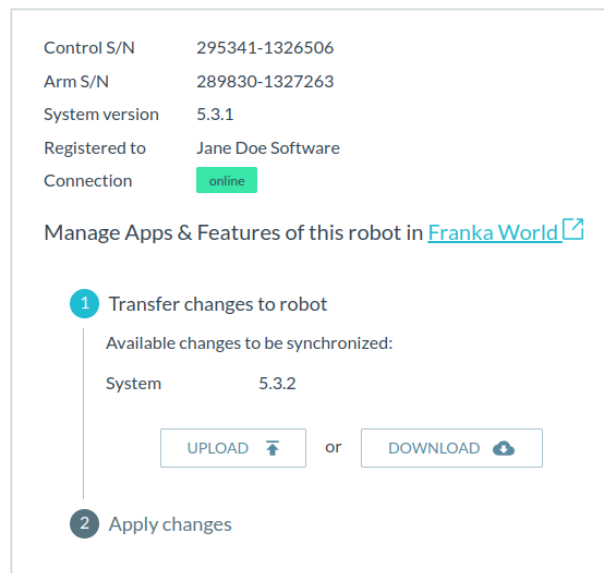 Control S/N 295341-1326506
Arm S/N 289830-1327263
System version 5.3.1
Registered to Jane Doe Software
Connection online
Manage Apps & Features of this robot in Franka World
1 Transfer changes to robot
Available changes to be synchronized:
System 5.3.2
UPLOAD or DOWNLOAD
2 Apply changes